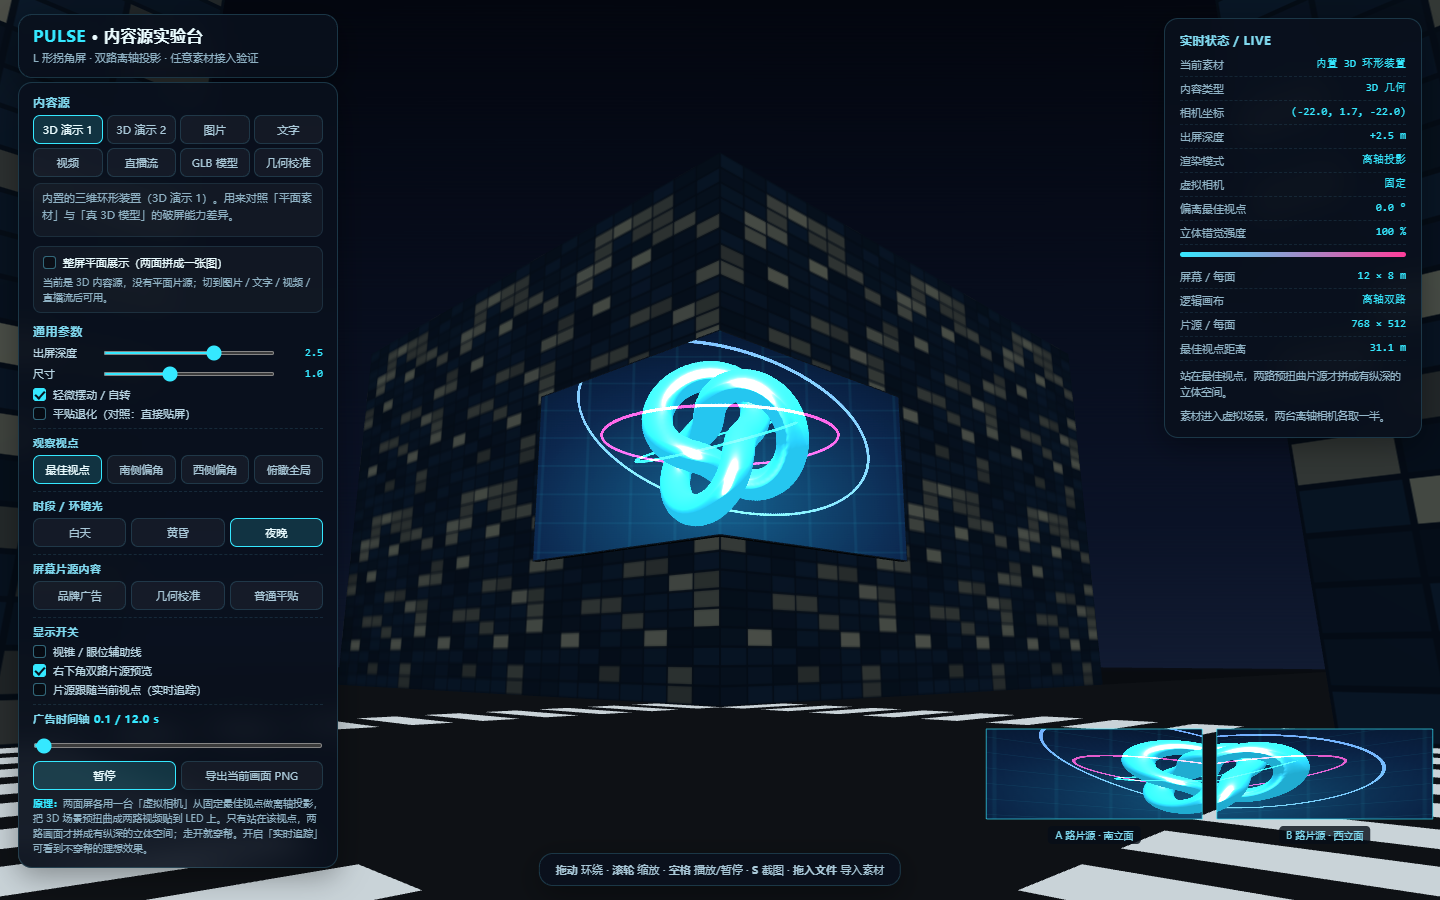 PULSE • 内容源实验台
L 形拐角屏 · 双路离轴投影 · 任意素材接入验证
内容源
3D 演示 1
3D 演示 2
图片
文字
视频
直播流
GLB 模型
几何校准
内置的三维环形装置（3D 演示 1）。用来对照「平面素
材」与「真 3D 模型」的破屏能力差异。
整屏平面展示（两面拼成一张图）
当前是 3D 内容源，没有平面片源；切到图片 / 文字 / 视频 /
直播流后可用。
通用参数
出屏深度 2.5
尺寸 1.0
轻微摆动 / 自转
平贴退化（对照：直接贴屏）
观察视点
最佳视点
南侧偏角
西侧偏角
俯瞰全局
时段 / 环境光
白天
黄昏
夜晚
屏幕片源内容
品牌广告
几何校准
普通平贴
显示开关
视锥 / 眼位辅助线
右下角双路片源预览
片源跟随当前视点（实时追踪）
广告时间轴 0.1 / 12.0 s
暂停
导出当前画面 PNG
原理：两面屏各用一台「虚拟相机」从固定最佳视点做离轴投影，
把 3D 场景预扭曲成两路视频贴到 LED 上。只有站在该视点，两
路画面才拼成有纵深的立体空间；走开就穿帮。开启「实时追踪」
可看到不穿帮的理想效果。
实时状态 / LIVE
当前素材 内置 3D 环形装置
内容类型 3D 几何
相机坐标 (-22.0, 1.7, -22.0)
出屏深度 +2.5 m
渲染模式 离轴投影
虚拟相机 固定
偏离最佳视点 0.0 °
立体错觉强度 100 %
屏幕 / 每面 12 × 8 m
逻辑画布 离轴双路
片源 / 每面 768 × 512
最佳视点距离 31.1 m
站在最佳视点，两路预扭曲片源才拼成有纵深的
立体空间。
素材进入虚拟场景，两台离轴相机各取一半。
A 路片源 · 南立面
B 路片源 · 西立面
拖动 环绕 · 滚轮 缩放 · 空格 播放/暂停 · S 截图 · 拖入文件 导入素材